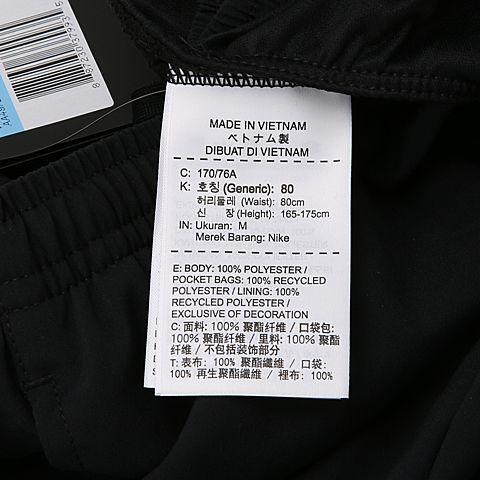 MADE IN VIETNAM
ベトナム製
DIBUAT DI VIETNAM
C: 170/76A
K: 호칭 (Generic): 80
허리둘레 (Waist): 80cm
신 장 (Height): 165-175cm
IN: Ukuran: M
Merek Barang: Nike
E: BODY: 100% POLYESTER /
POCKET BAGS: 100% RECYCLED
POLYESTER / LINING: 100%
RECYCLED POLYESTER /
EXCLUSIVE OF DECORATION
C: 面料: 100% 聚酯纤维 / 口袋包:
100% 聚酯纤维 / 里料: 100% 聚酯
纤维 / 不包括装饰部分
T: 表布: 100% 聚酯纖維 / 口袋:
100% 再生聚酯纖維 / 裡布: 100%